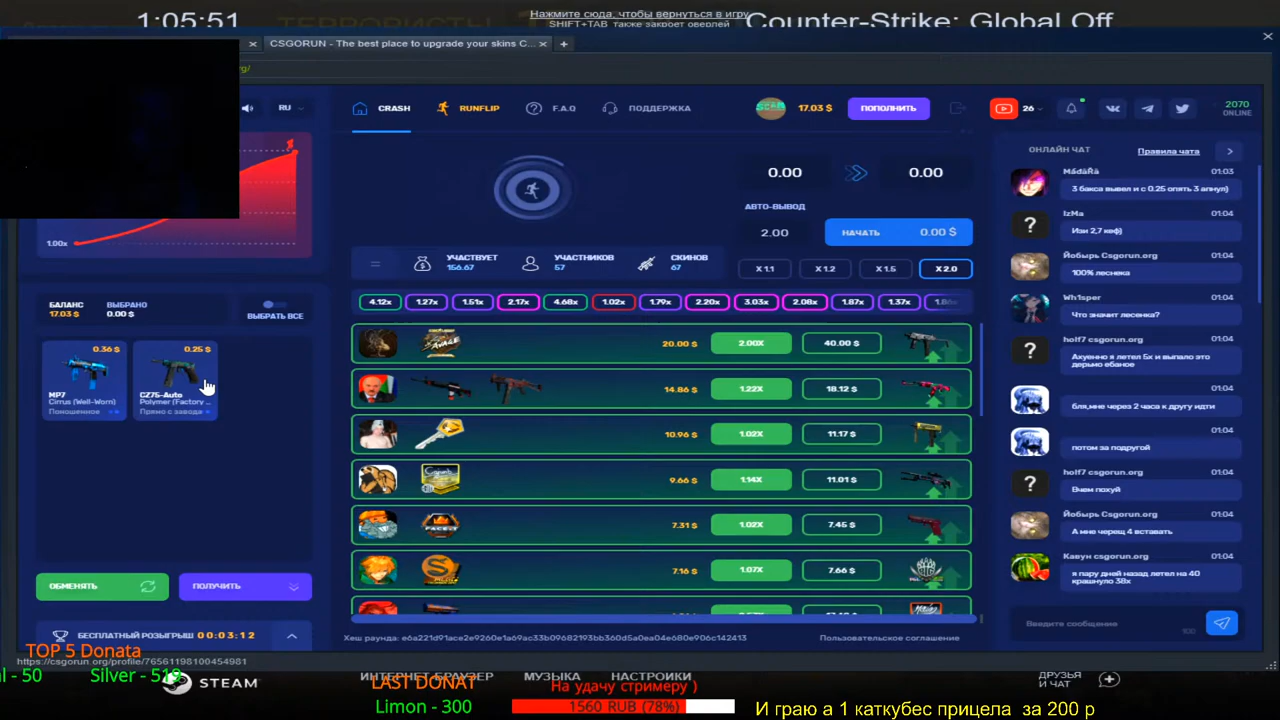 1:05:51
ТЕРРОРИСТЫ
Нажмите сюда, чтобы вернуться в игру
SHIFT+TAB также закроет оверлей
Counter-Strike: Global Off
CSGORUN - The best place to upgrade your skins C...
rg/
RU
CRASH
RUNFLIP
F.A.Q
ПОДДЕРЖКА
17.03 $
ПОПОЛНИТЬ
26
2070
ONLINE
1.00x
0.00
0.00
АВТО-ВЫВОД
2.00
НАЧАТЬ
0.00 $
X 1.1
X 1.2
X 1.5
X 2.0
УЧАСТВУЕТ
156.67
УЧАСТНИКОВ
57
СКИНОВ
67
4.12x
1.27x
1.51x
2.17x
4.68x
1.02x
1.79x
2.20x
3.03x
2.08x
1.87x
1.37x
БАЛАНС
17.03 $
ВЫБРАНО
0.00 $
ВЫБРАТЬ ВСЕ
0.36 $
MP7
Cirrus (Well-Worn)
Поношенное
0.25 $
CZ75-Auto
Polymer (Factory ...
Прямо с завода
20.00 $
2.00X
40.00 $
14.86 $
1.22X
18.12 $
10.96 $
1.02X
11.17 $
9.66 $
1.14X
11.01 $
7.31 $
1.02X
7.45 $
7.16 $
1.07X
7.66 $
ОБМЕНЯТЬ
ПОЛУЧИТЬ
БЕСПЛАТНЫЙ РОЗЫГРЫШ 00:03:12
Хеш раунда: e6a221d91ace2e9260e1a69ac33b09682193bb360d5a0ea04e680e906c142413
Пользовательское соглашение
ОНЛАЙН ЧАТ
Правила чата
MadaRa
01:03
3 бакса вывел и с 0.25 опять 3 апнул)
IzMa
01:04
Изи 2,7 кеф)
Йобырь Csgorun.org
01:04
100% лесенка
Wh1sper
01:04
Что значит лесенка?
holf7 csgorun.org
01:04
Ахуенно я летел 5х и выпало это
дерьмо ебаное
01:04
бля,мне через 2 часа к другу идти
01:04
потом за подругой
holf7 csgorun.org
01:04
Вчем похуй
Йобырь Csgorun.org
01:04
А мне черещ 4 вставать
Кавун csgorun.org
01:04
я пару дней назад летел на 40
крашнуло 38х
Введите сообщение
100
https://csgorun.org/profile/76561198100454981
TOP 5 Donata
l - 50
Silver - 519
STEAM
ИНТЕРНЕТ-БРАУЗЕР
МУЗЫКА
НАСТРОЙКИ
ДРУЗЬЯ
И ЧАТ
LAST DONAT
Limon - 300
На удачу стримеру )
1560 RUB (78%)
И граю а 1 каткубес прицела за 200 р